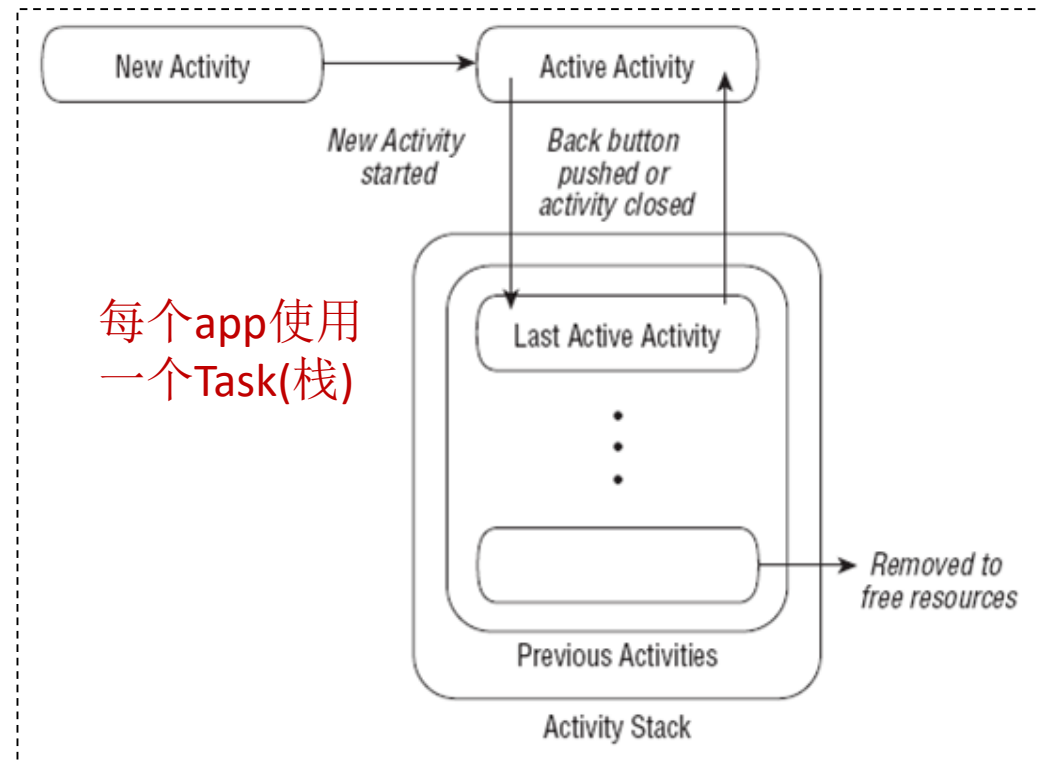 New Activity
Active Activity
New Activity
started
Back button
pushed or
activity closed
每个app使用
一个Task(栈)
Last Active Activity
Removed to
free resources
Previous Activities
Activity Stack